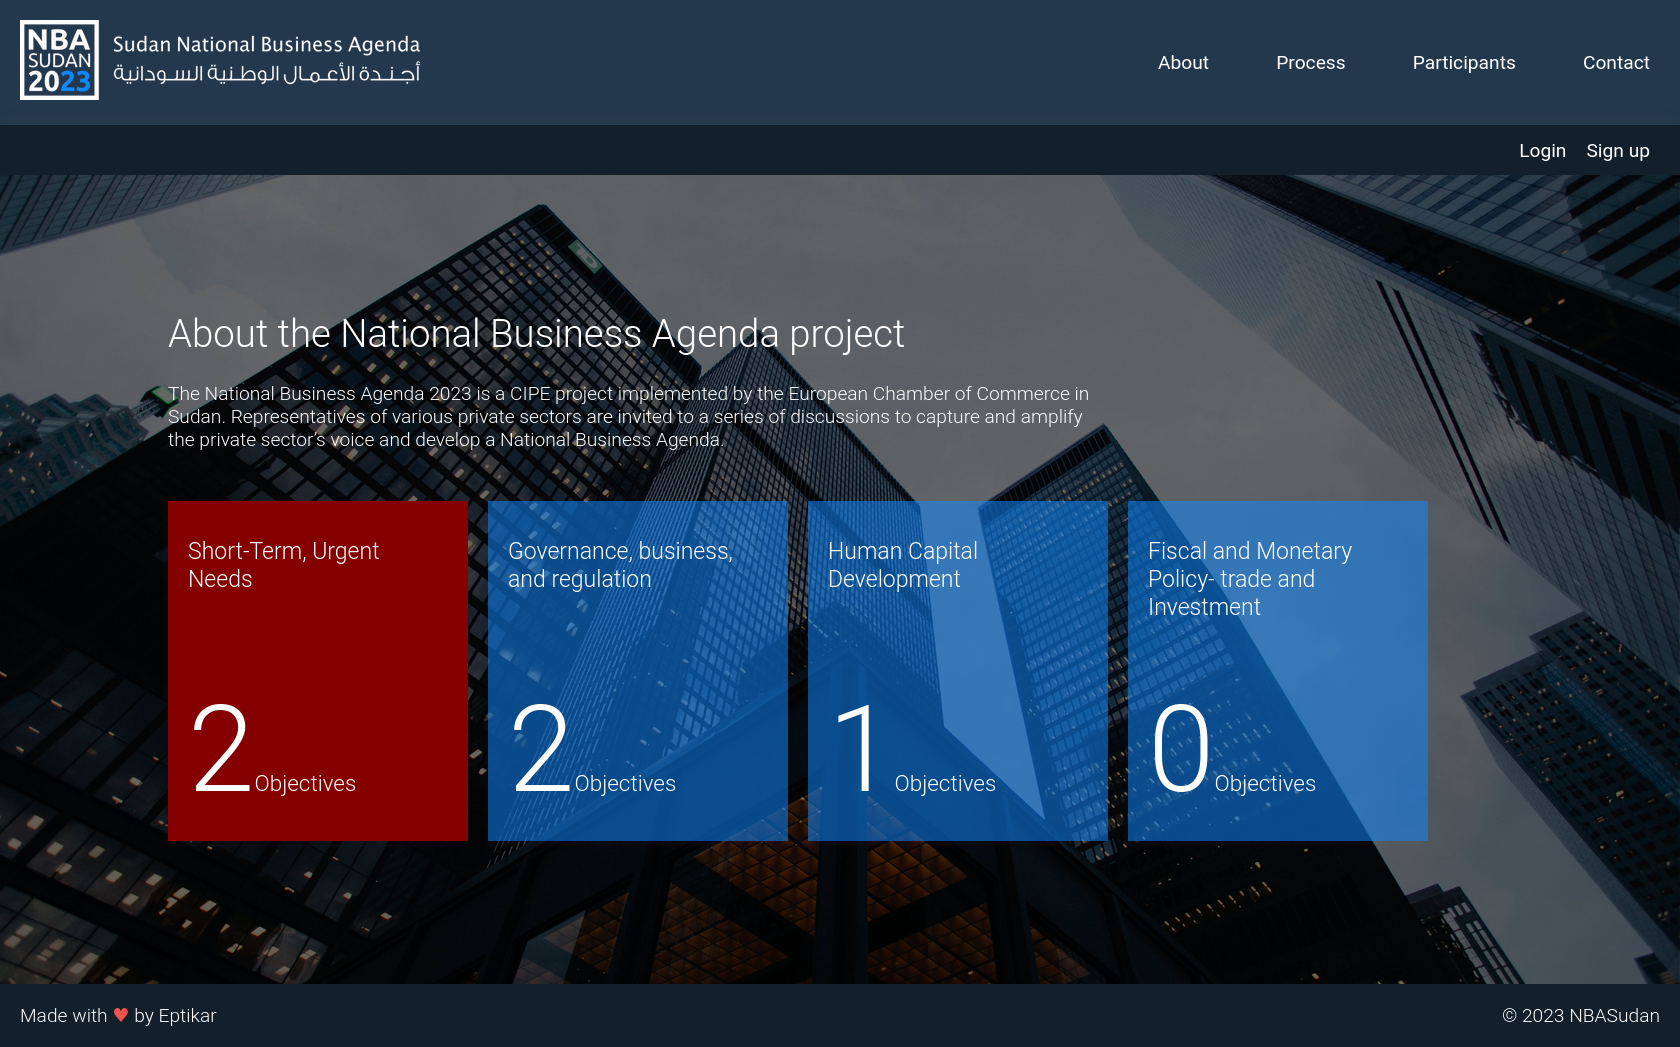 NBA
SUDAN
2023
Sudan National Business Agenda
أجندة الأعمال الوطنية السودانية
About
Process
Participants
Contact
Login
Sign up
About the National Business Agenda project
The National Business Agenda 2023 is a CIPE project implemented by the European Chamber of Commerce in
Sudan. Representatives of various private sectors are invited to a series of discussions to capture and amplify
the private sector's voice and develop a National Business Agenda.
Short-Term, Urgent
Needs
2 Objectives
Governance, business,
and regulation
2 Objectives
Human Capital
Development
1 Objectives
Fiscal and Monetary
Policy- trade and
Investment
0 Objectives
Made with ♥ by Eptikar
© 2023 NBASudan